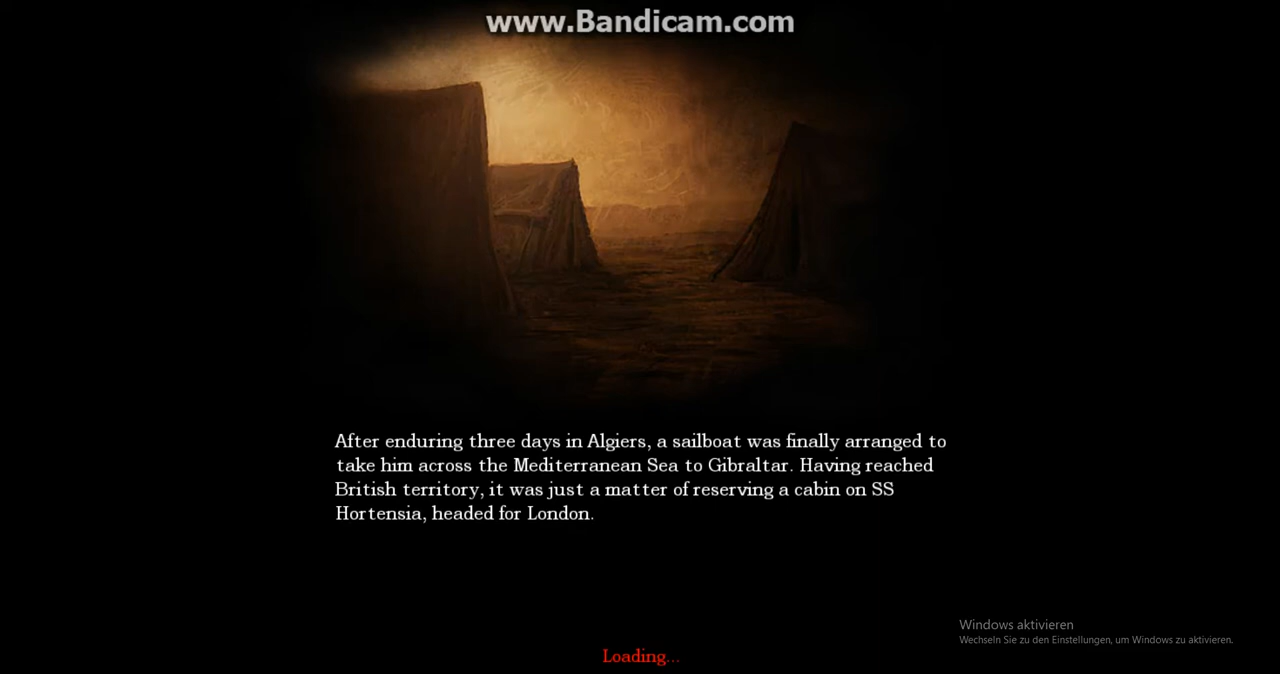 www.Bandicam.com
After enduring three days in Algiers, a sailboat was finally arranged to
take him across the Mediterranean Sea to Gibraltar. Having reached
British territory, it was just a matter of reserving a cabin on SS
Hortensia, headed for London.
Windows aktivieren
Wechseln Sie zu den Einstellungen, um Windows zu aktivieren.
Loading...